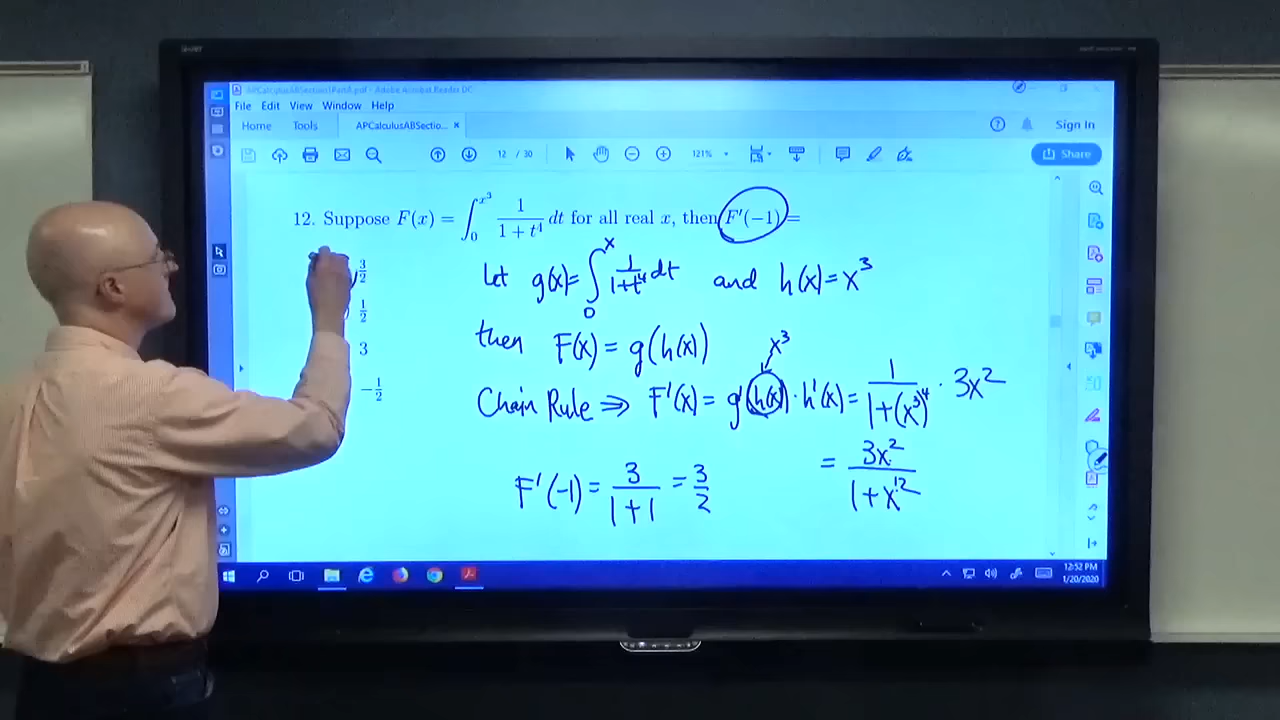 SMART
APCalculusABSectionIPartA.pdf - Adobe Acrobat Reader DC
File Edit View Window Help
Home Tools APCalculusABSectio... × Sign In
12 / 30 121% Share
12. Suppose F(x) = ∫₀^{x³} 1/(1 + t⁴) dt for all real x, then F′(−1) =
3/2
1/2
3
−1/2
Let g(x) = ∫₀^x 1/(1+t⁴) dt and h(x) = x³
then F(x) = g(h(x))
x³
Chain Rule ⇒ F′(x) = g′(h(x)) · h′(x) = 1/(1+(x³)⁴) · 3x²
= 3x²/(1+x¹²)
F′(-1) = 3/(1+1) = 3/2
12:52 PM
1/20/2020